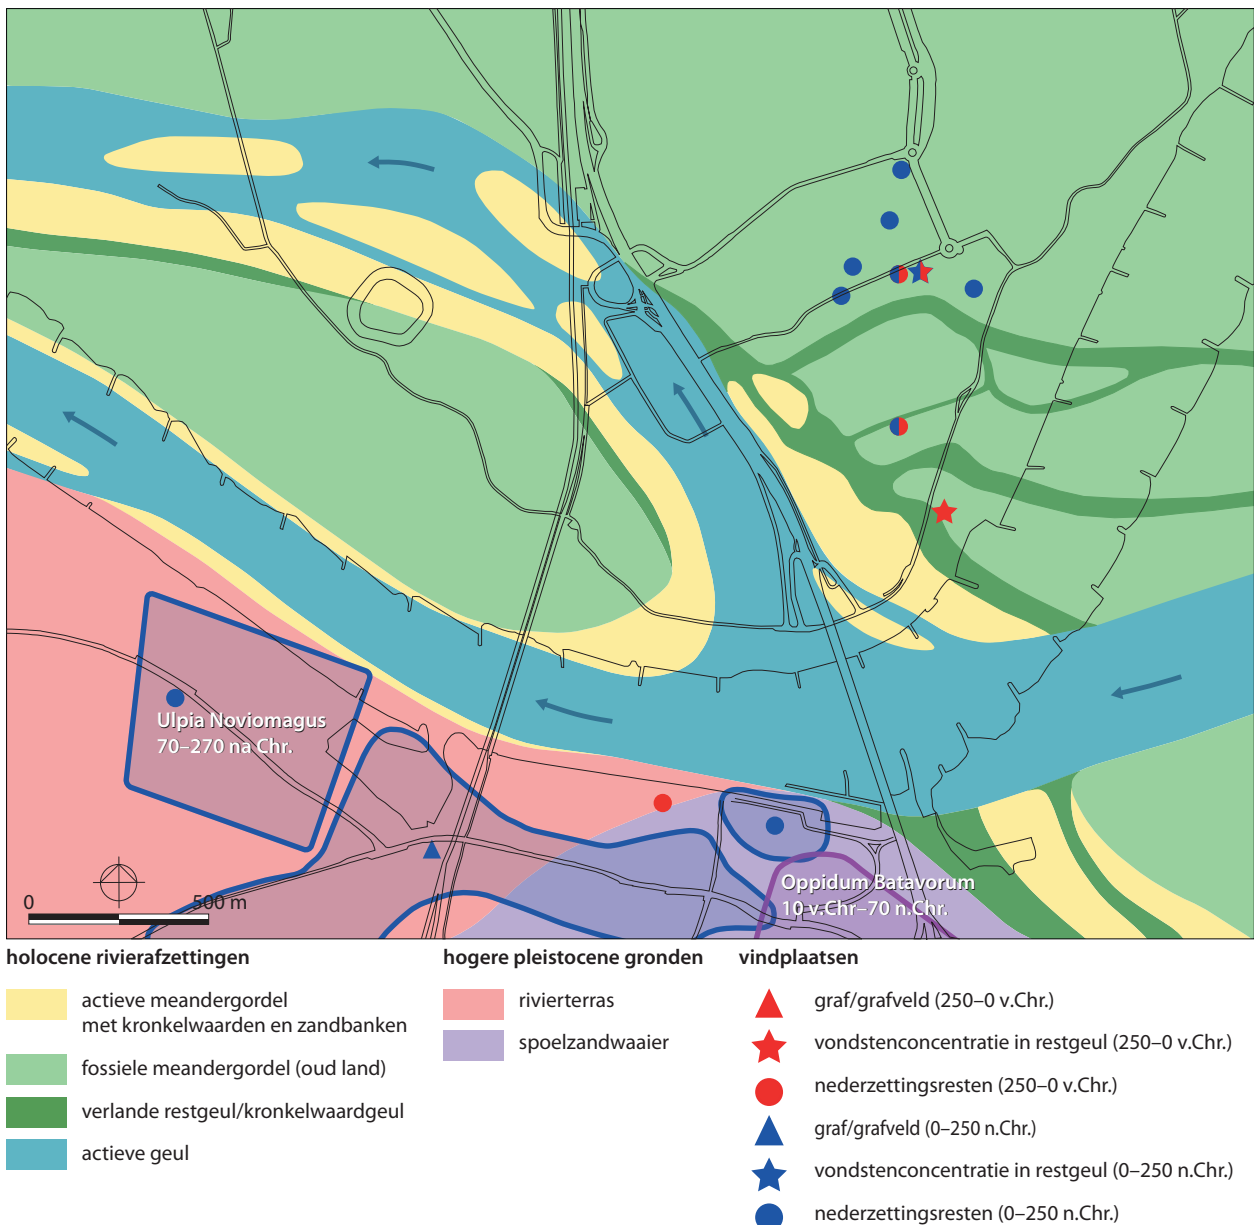 Ulpia Noviomagus
70–270 na Chr.
Oppidum Batavorum
10 v.Chr–70 n.Chr.
0
500 m
holocene rivierafzettingen
actieve meandergordel
met kronkelwaarden en zandbanken
fossiele meandergordel (oud land)
verlande restgeul/kronkelwaardgeul
actieve geul
hogere pleistocene gronden
rivierterras
spoelzandwaaier
vindplaatsen
graf/grafveld (250–0 v.Chr.)
vondstenconcentratie in restgeul (250–0 v.Chr.)
nederzettingsresten (250–0 v.Chr.)
graf/grafveld (0–250 n.Chr.)
vondstenconcentratie in restgeul (0–250 n.Chr.)
nederzettingsresten (0–250 n.Chr.)